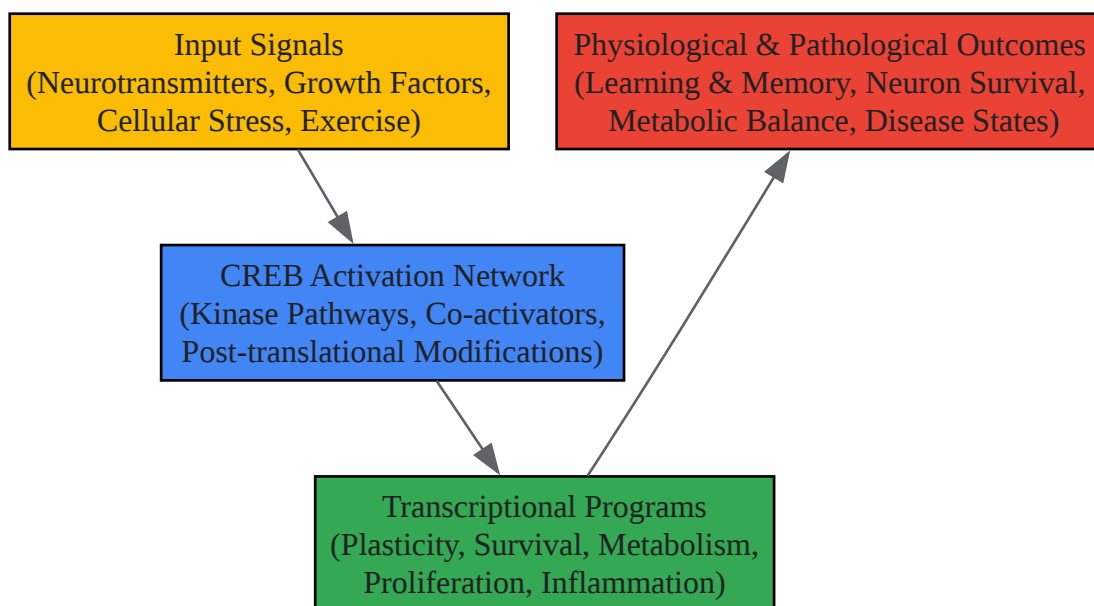 Input Signals
(Neurotransmitters, Growth Factors,
Cellular Stress, Exercise)
Physiological & Pathological Outcomes
(Learning & Memory, Neuron Survival,
Metabolic Balance, Disease States)
CREB Activation Network
(Kinase Pathways, Co-activators,
Post-translational Modifications)
Transcriptional Programs
(Plasticity, Survival, Metabolism,
Proliferation, Inflammation)